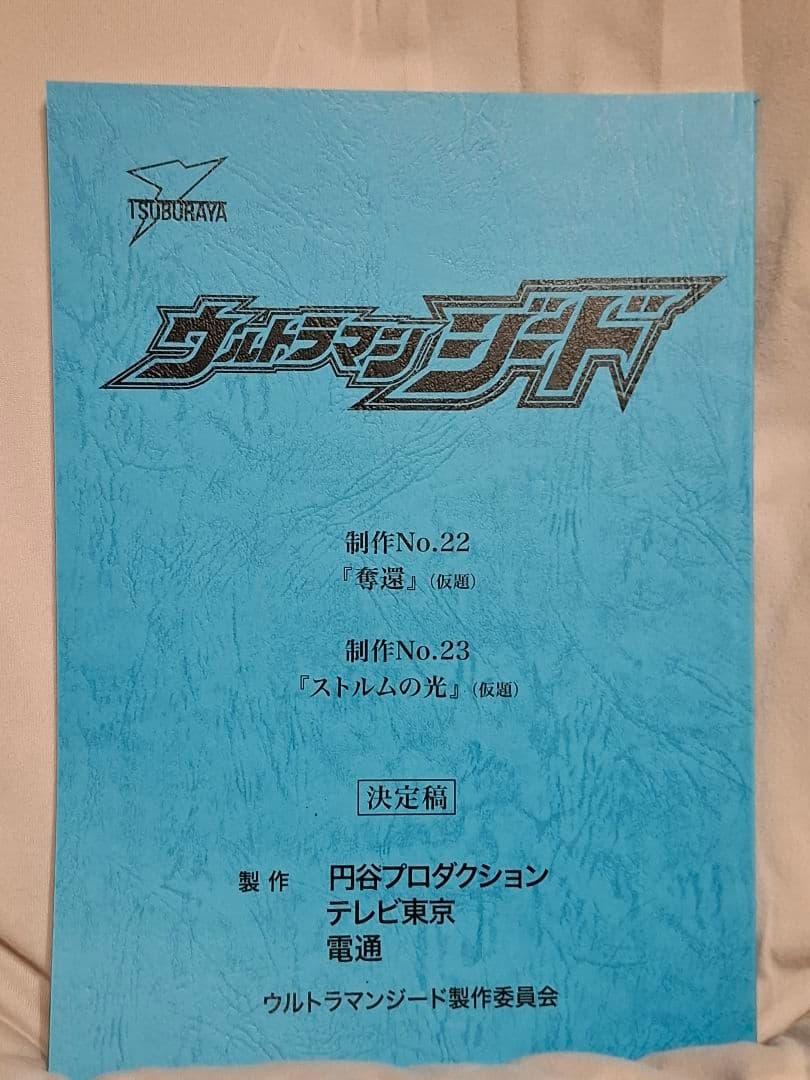 TSUBURAYA
ウルトラマンジード
制作No.22
『奪還』(仮題)
制作No.23
『ストルムの光』(仮題)
決定稿
製作 円谷プロダクション
テレビ東京
電通
ウルトラマンジード製作委員会